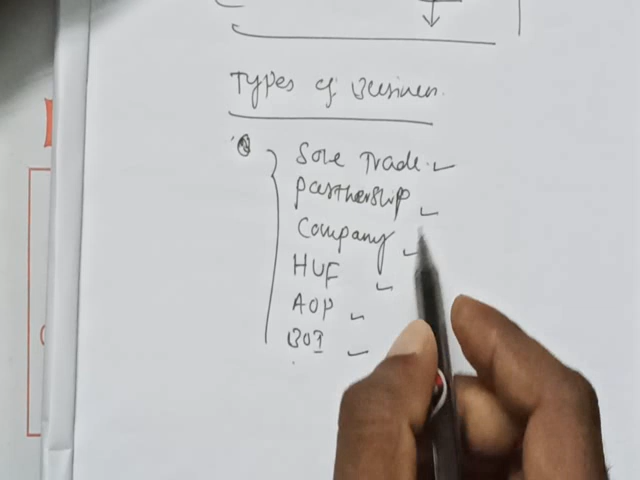 Types of Business.
Sole Trade.
Partnership
Company
HUF
AOP
BOI